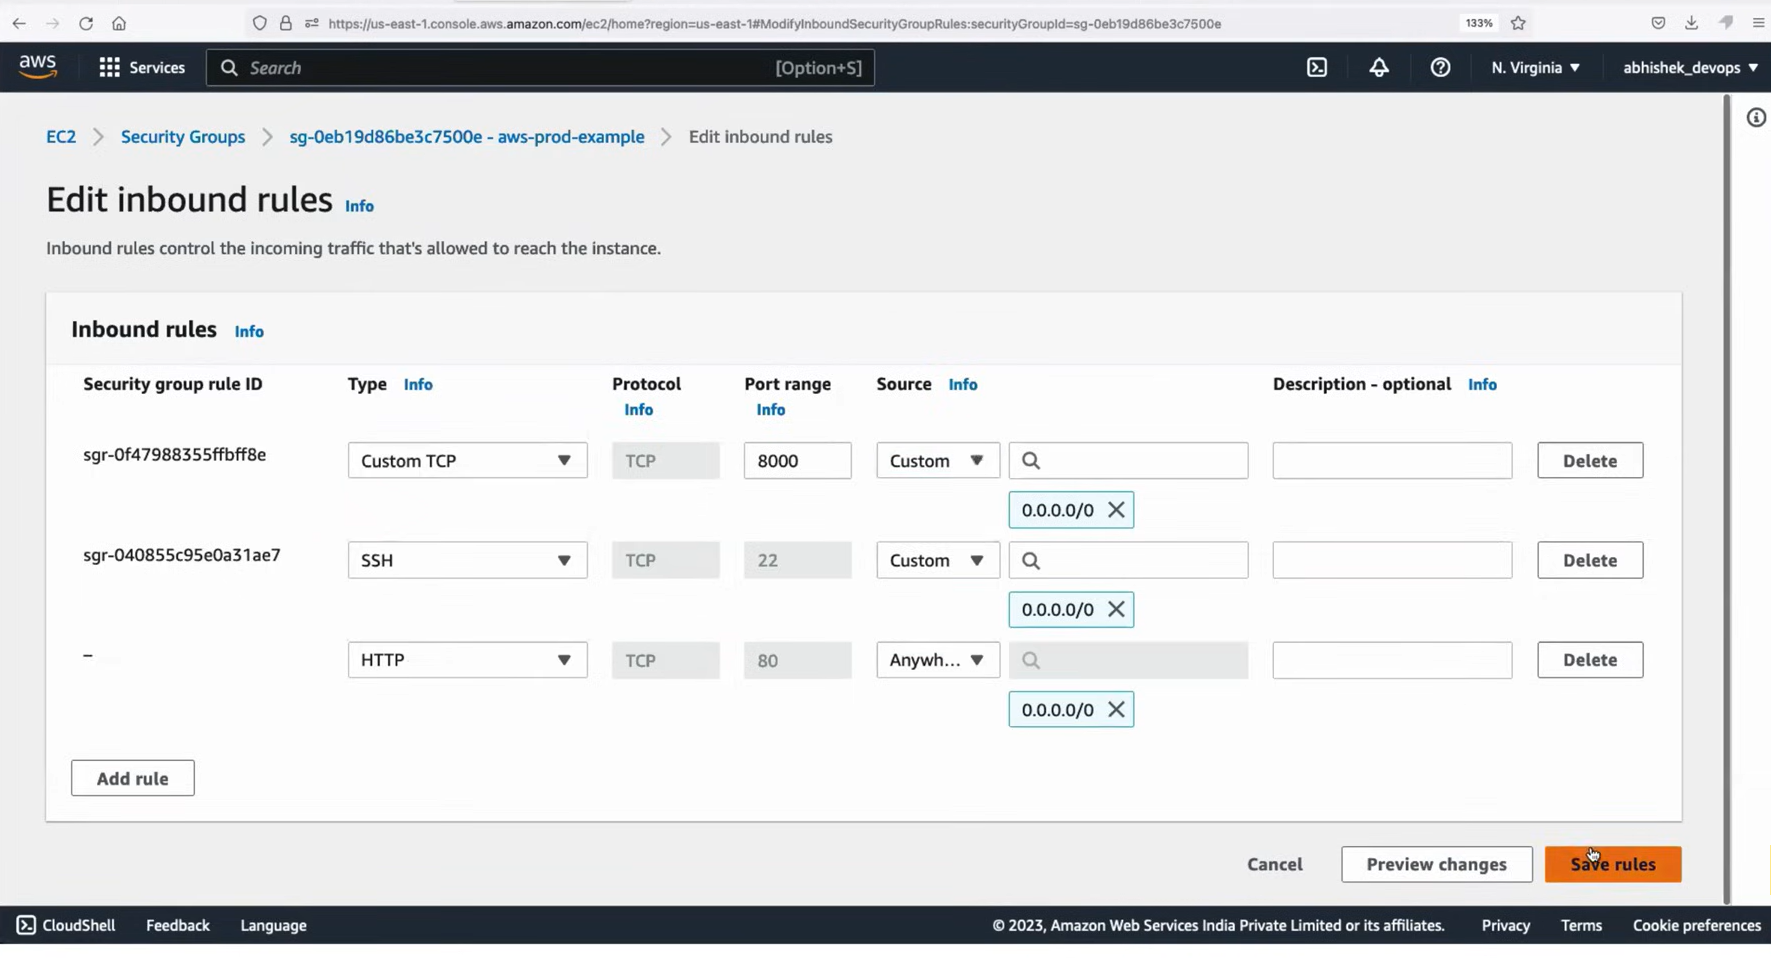 https://us-east-1.console.aws.amazon.com/ec2/home?region=us-east-1#ModifyInboundSecurityGroupRules:securityGroupId=sg-0eb19d86be3c7500e 133%
aws Services Search [Option+S] N. Virginia abhishek_devops
EC2 Security Groups sg-0eb19d86be3c7500e - aws-prod-example Edit inbound rules
Edit inbound rules Info
Inbound rules control the incoming traffic that's allowed to reach the instance.
Inbound rules Info
Security group rule ID Type Info Protocol Info Port range Info Source Info Description - optional Info
sgr-0f47988355ffbff8e Custom TCP TCP 8000 Custom Delete
0.0.0.0/0
sgr-040855c95e0a31ae7 SSH TCP 22 Custom Delete
0.0.0.0/0
– HTTP TCP 80 Anywh... Delete
0.0.0.0/0
Add rule
Cancel Preview changes Save rules
CloudShell Feedback Language © 2023, Amazon Web Services India Private Limited or its affiliates. Privacy Terms Cookie preferences